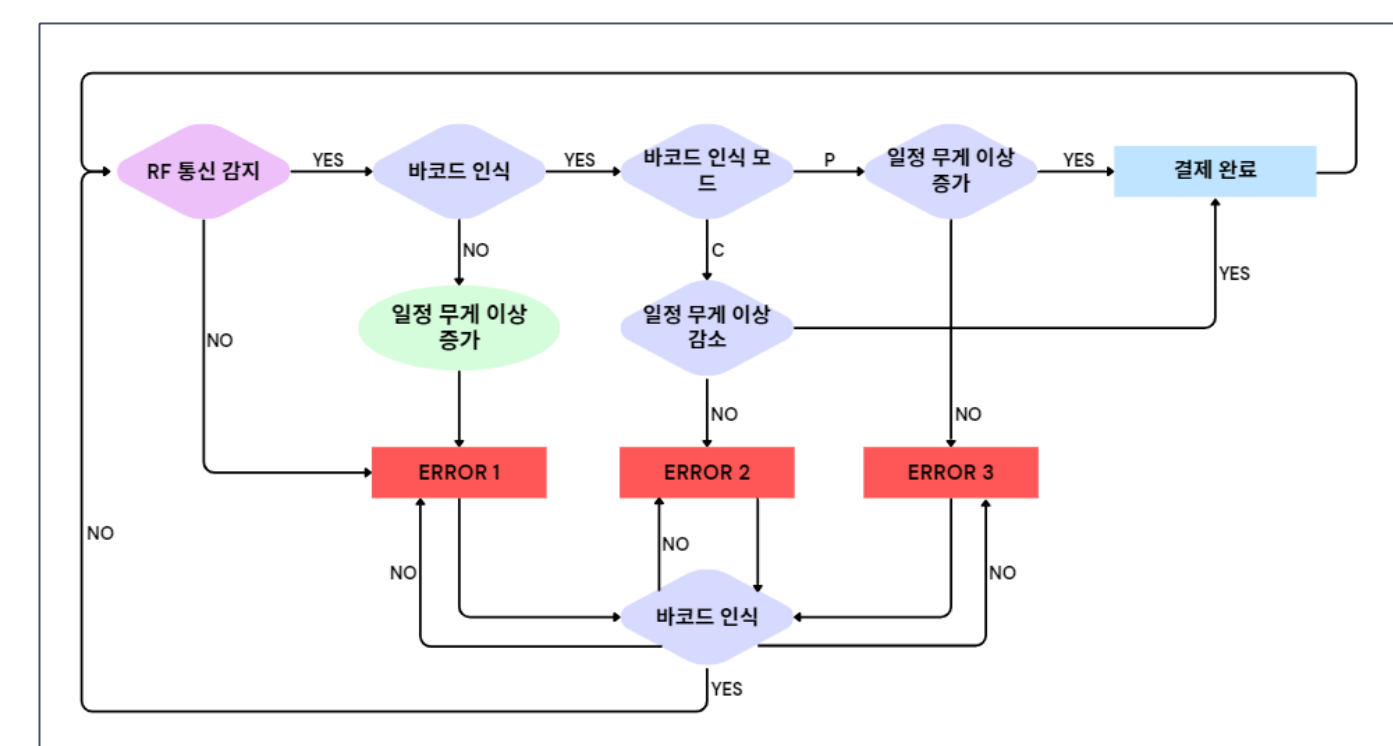 RF 통신 감지
YES
바코드 인식
YES
바코드 인식 모
드
P
일정 무게 이상
증가
YES
결제 완료
NO
C
YES
NO
일정 무게 이상
증가
일정 무게 이상
감소
NO
NO
ERROR 1
ERROR 2
ERROR 3
NO
NO
NO
NO
바코드 인식
YES